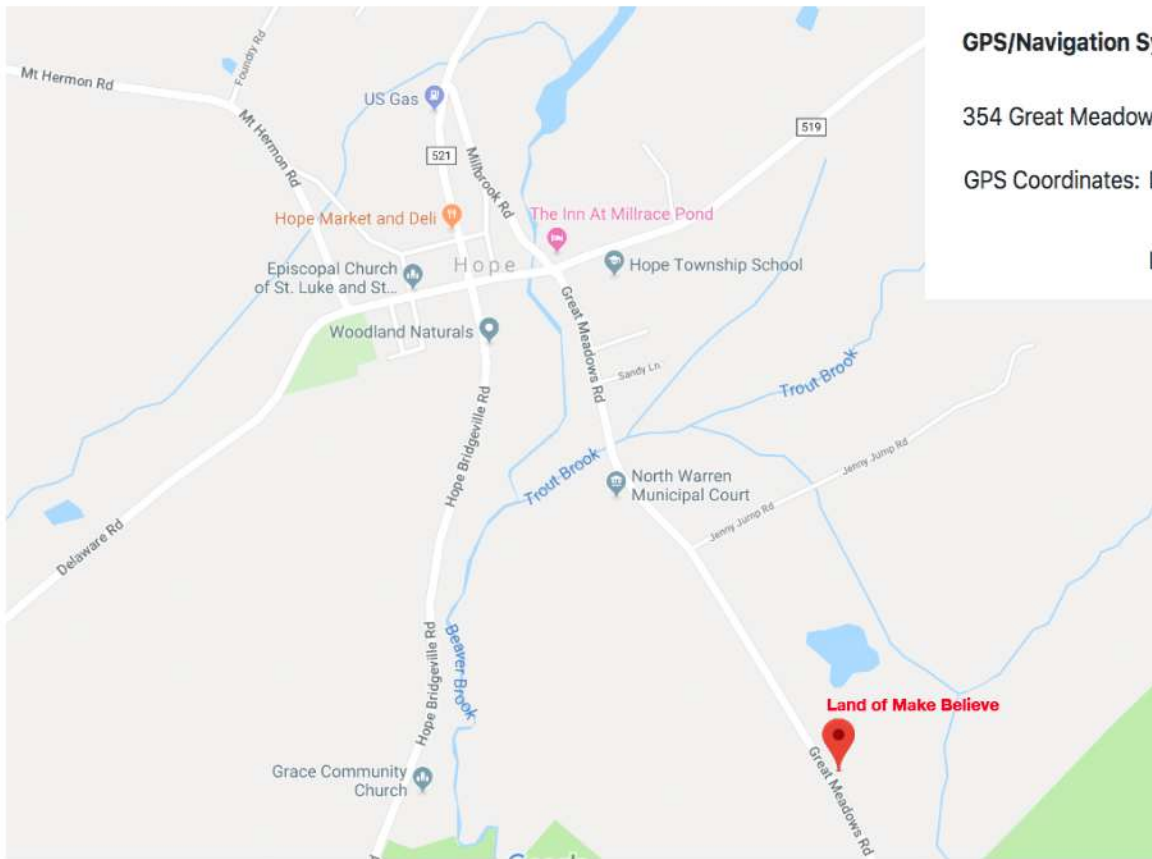 GPS/Navigation
354 Great
GPS Coordinates:
Foundry Rd
Mt Hermon Rd
US Gas
519
Mt Hermon Rd
521
Millbrook Rd
Hope Market and Deli
The Inn At Millrace Pond
Episcopal Church
of St. Luke and St...
Hope
Hope Township School
Woodland Naturals
Great Meadows Rd
Sandy Ln
Trout Brook
Hope Bridgeville Rd
Jenny Jump Rd
Trout Brook
North Warren
Municipal Court
Jenny Jump Rd
Delaware Rd
Beaver Brook
Hope Bridgeville Rd
Land of Make Believe
Great Meadows Rd
Grace Community
Church